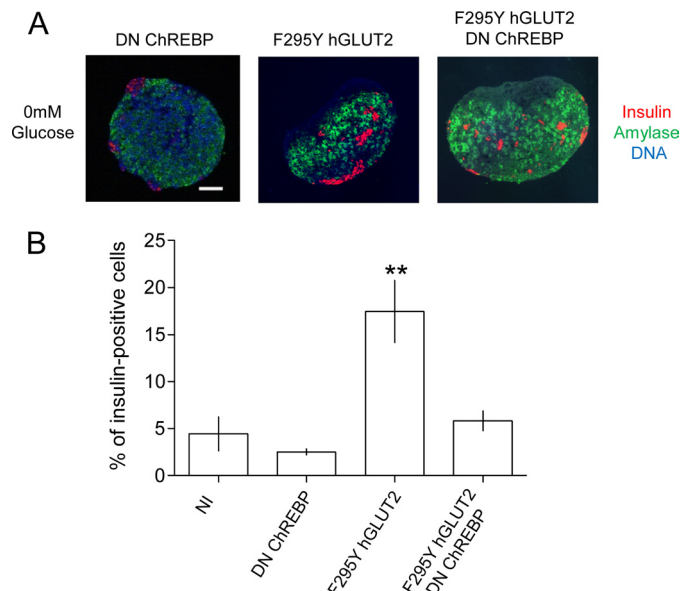 A
DN ChREBP
F295Y hGLUT2
F295Y hGLUT2
DN ChREBP
0mM
Glucose
Insulin
Amylase
DNA
B
% of insulin-positive cells
25
20
15
10
5
0
**
NI
DN ChREBP
F295Y hGLUT2
F295Y hGLUT2
DN ChREBP